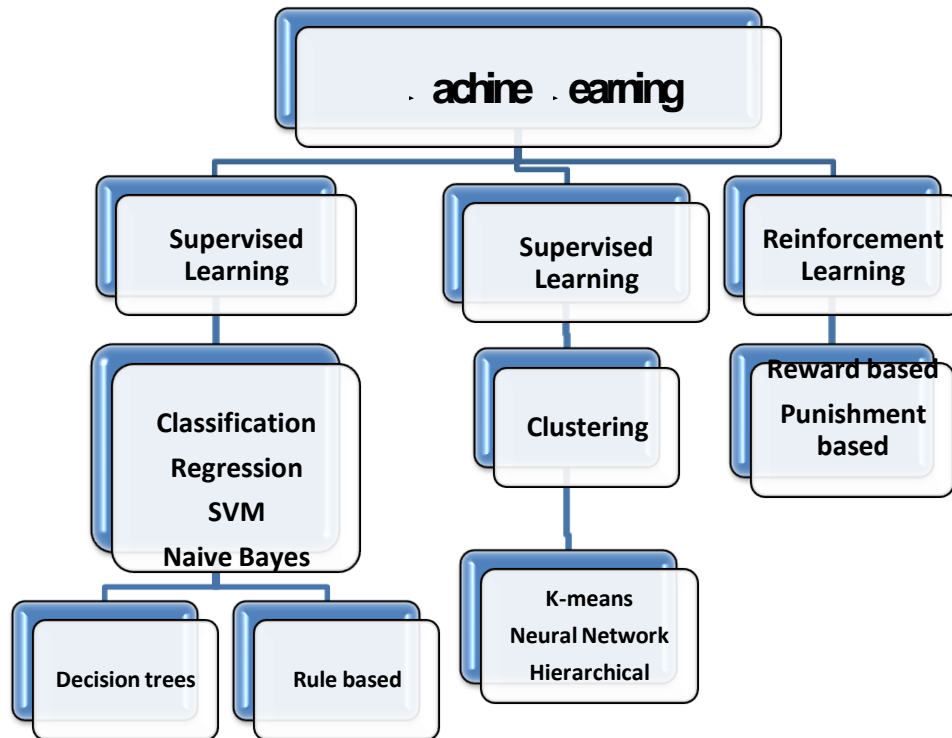 achine earning
Supervised
Learning
Supervised
Learning
Reinforcement
Learning
Classification
Regression
SVM
Naive Bayes
Clustering
Reward based
Punishment
based
Decision trees
Rule based
K-means
Neural Network
Hierarchical